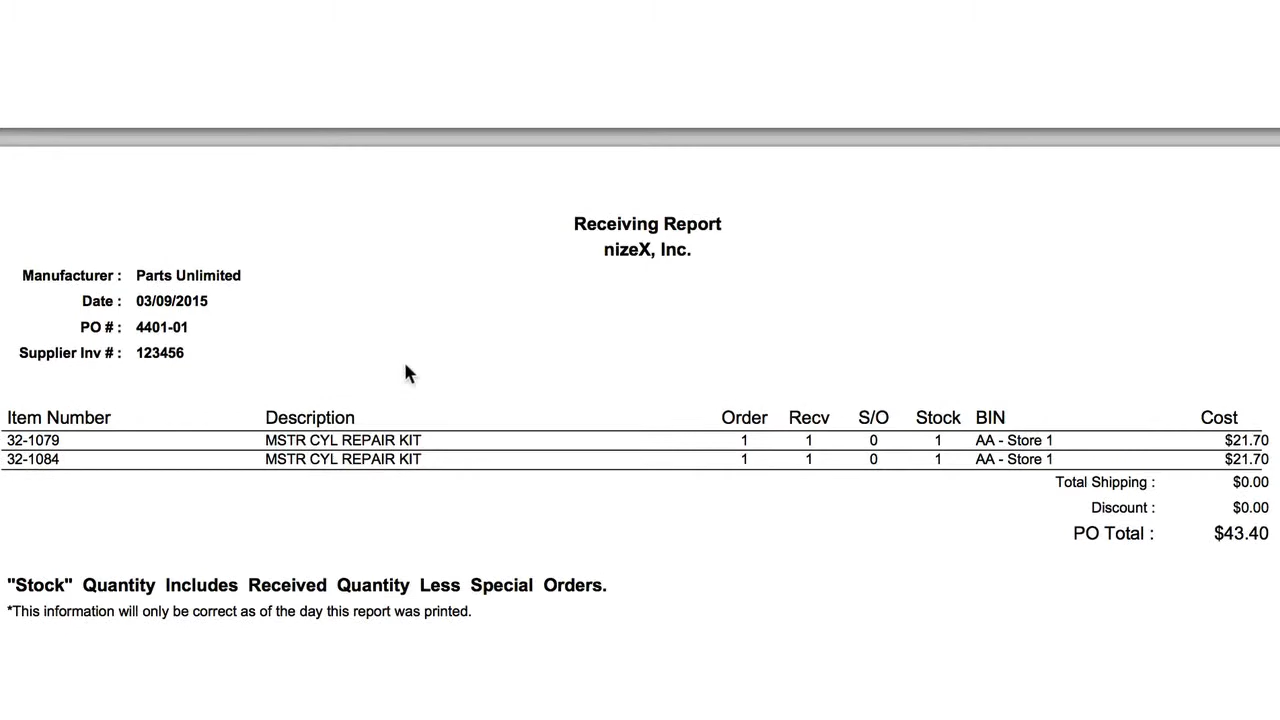 Receiving Report
nizeX, Inc.
Manufacturer : Parts Unlimited
Date : 03/09/2015
PO # : 4401-01
Supplier Inv # : 123456
Item Number Description Order Recv S/O Stock BIN Cost
32-1079 MSTR CYL REPAIR KIT 1 1 0 1 AA - Store 1 $21.70
32-1084 MSTR CYL REPAIR KIT 1 1 0 1 AA - Store 1 $21.70
Total Shipping : $0.00
Discount : $0.00
PO Total : $43.40
"Stock" Quantity Includes Received Quantity Less Special Orders.
*This information will only be correct as of the day this report was printed.